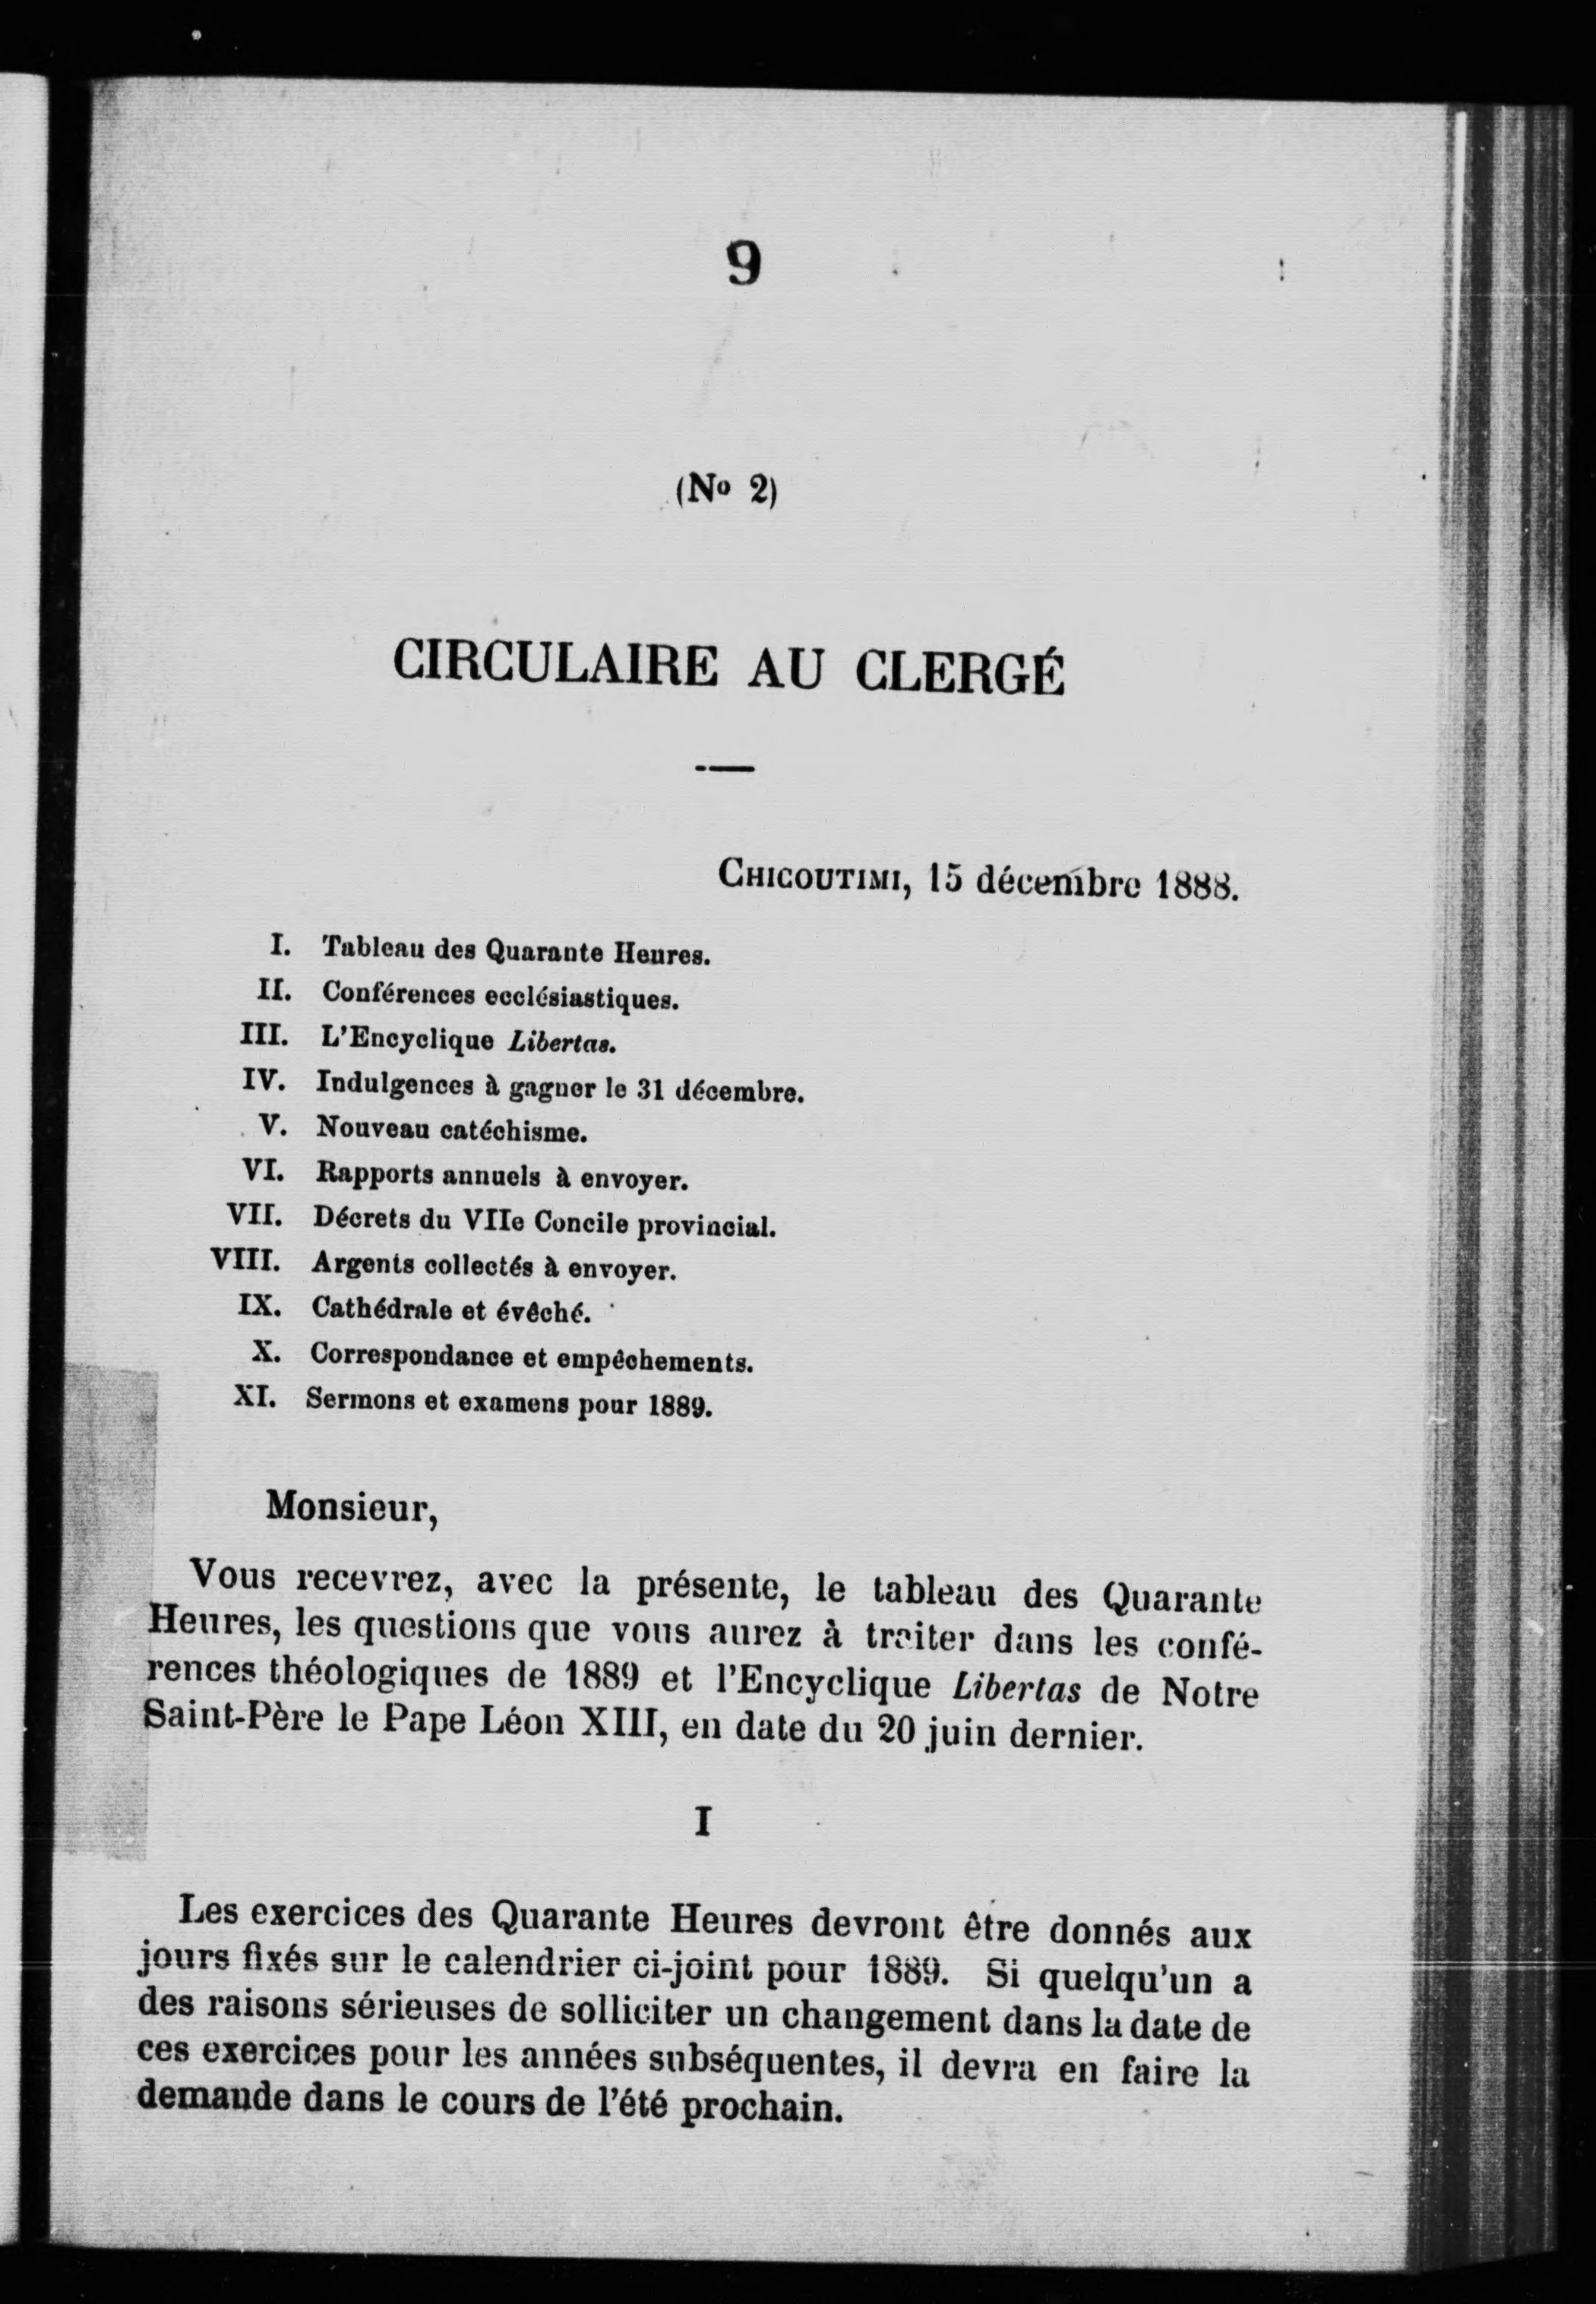 9
(No 2)
CIRCULAIRE AU CLERGÉ
CHICOUTIMI, 15 décembre 1888.
I. Tableau des Quarante Heures.
II. Conférences ecclésiastiques.
III. L'Encyclique Libertas.
IV. Indulgences à gagner le 31 décembre.
V. Nouveau catéchisme.
VI. Rapports annuels à envoyer.
VII. Décrets du VIIe Concile provincial.
VIII. Argents collectés à envoyer.
IX. Cathédrale et évêché.
X. Correspondance et empêchements.
XI. Sermons et examens pour 1889.
Monsieur,
Vous recevrez, avec la présente, le tableau des Quarante
Heures, les questions que vous aurez à traiter dans les confé-
rences théologiques de 1889 et l'Encyclique Libertas de Notre
Saint-Père le Pape Léon XIII, en date du 20 juin dernier.
I
Les exercices des Quarante Heures devront être donnés aux
jours fixés sur le calendrier ci-joint pour 1889. Si quelqu'un a
des raisons sérieuses de solliciter un changement dans la date de
ces exercices pour les années subséquentes, il devra en faire la
demande dans le cours de l'été prochain.